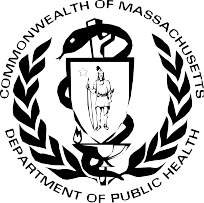 COMMONWEALTH OF MASSACHUSETTS
DEPARTMENT OF PUBLIC HEALTH